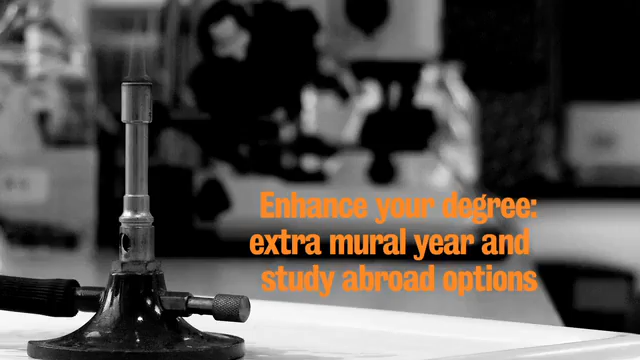 Enhance your degree:
extra mural year and
study abroad options